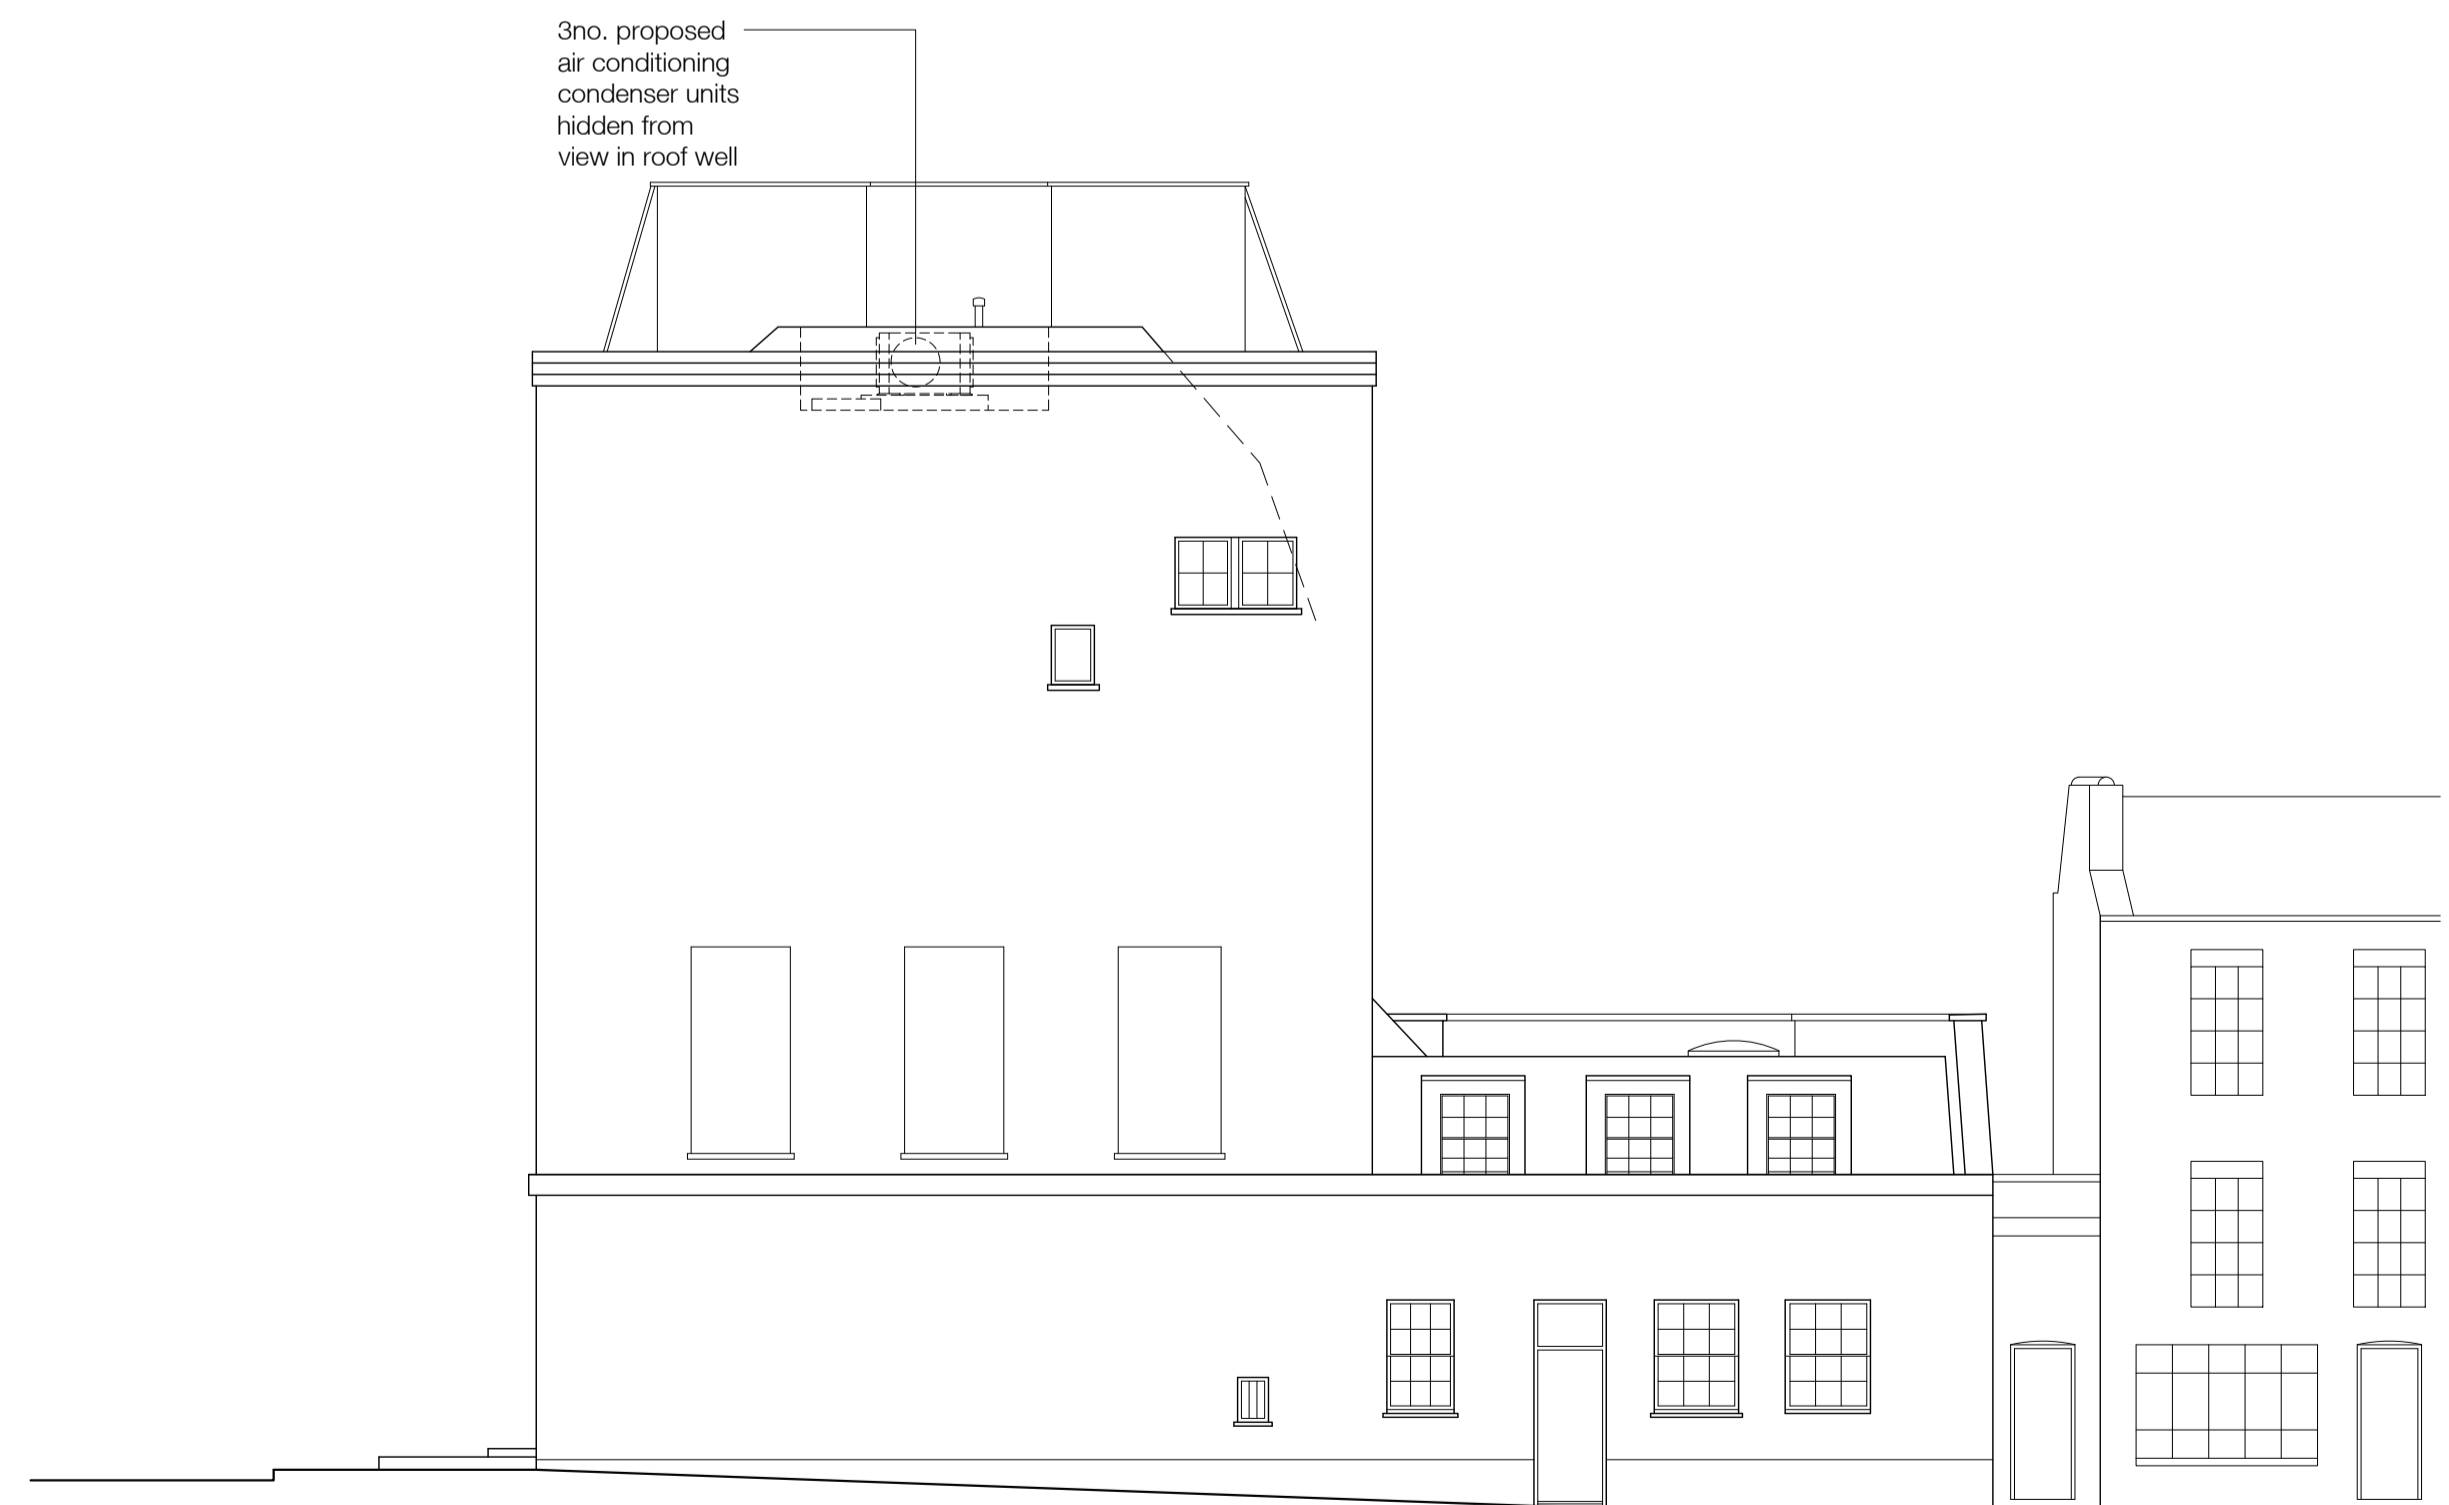 3no. proposed
air conditioning
condenser units
hidden from
view in roof well